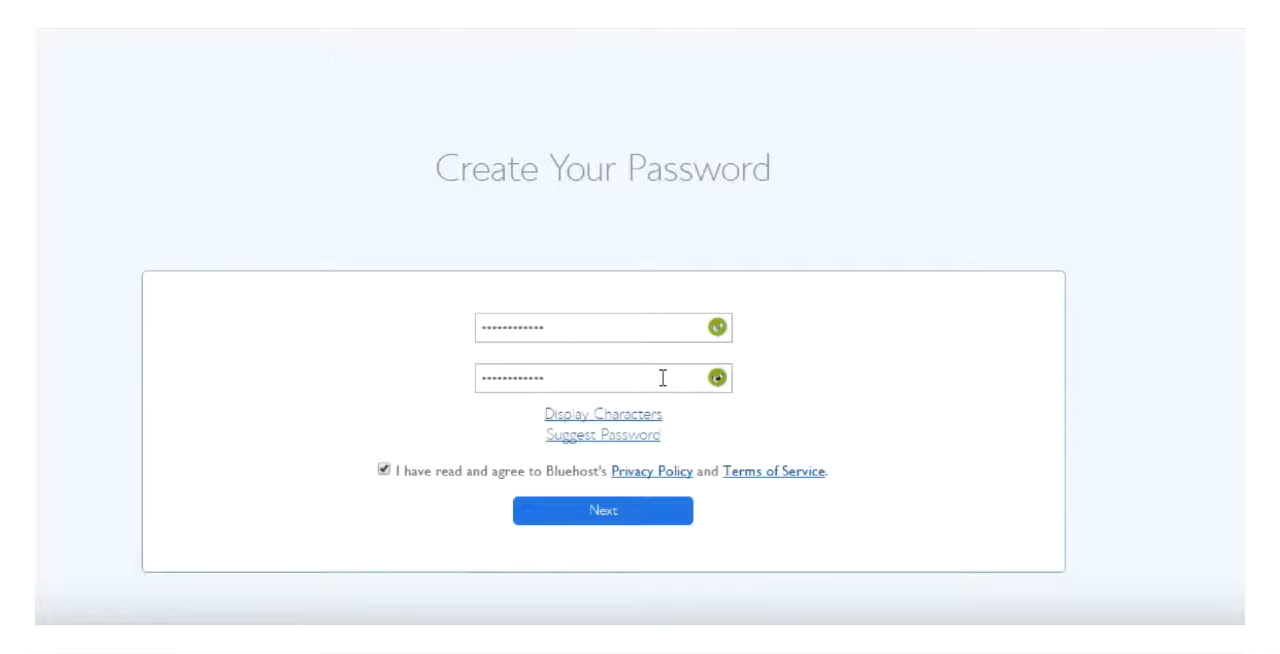 Create Your Password
••••••••••••
••••••••••••
Display Characters
Suggest Password
I have read and agree to Bluehost's Privacy Policy and Terms of Service.
Next